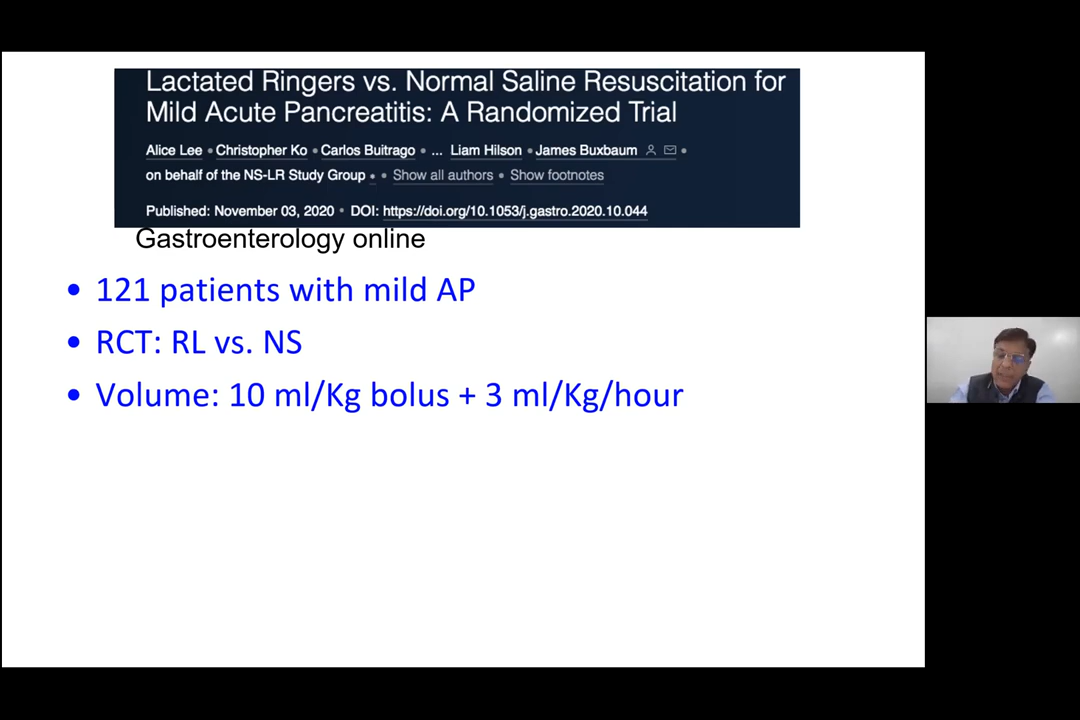 Lactated Ringers vs. Normal Saline Resuscitation for
Mild Acute Pancreatitis: A Randomized Trial
Alice Lee • Christopher Ko • Carlos Buitrago • ... Liam Hilson • James Buxbaum •
on behalf of the NS-LR Study Group • • Show all authors • Show footnotes
Published: November 03, 2020 • DOI: https://doi.org/10.1053/j.gastro.2020.10.044
Gastroenterology online
• 121 patients with mild AP
• RCT: RL vs. NS
• Volume: 10 ml/Kg bolus + 3 ml/Kg/hour